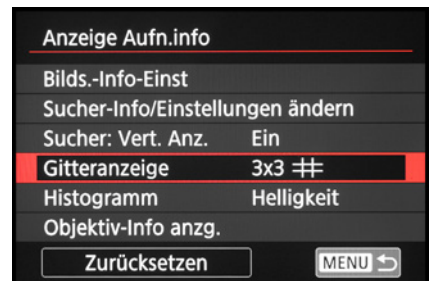 Anzeige Aufn.info
Bilds.-Info-Einst
Sucher-Info/Einstellungen ändern
Sucher: Vert. Anz. Ein
Gitteranzeige 3x3
Histogramm Helligkeit
Objektiv-Info anzg.
Zurücksetzen MENU